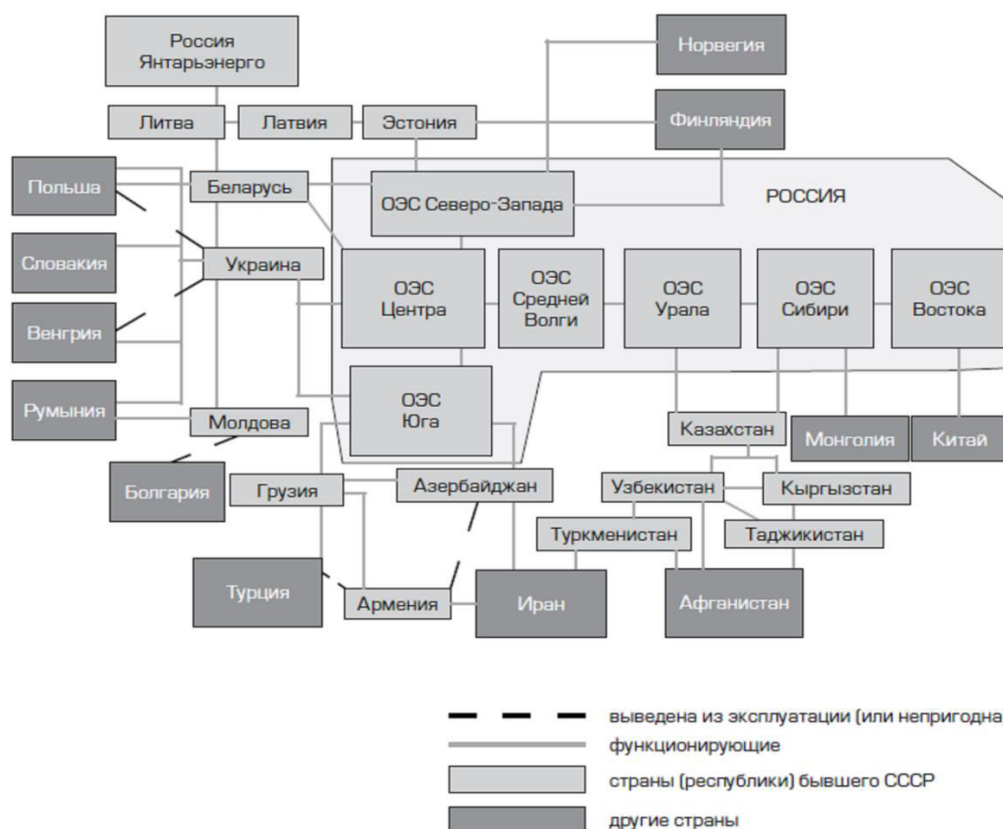 Россия
Янтарьэнерго
Норвегия
Литва
Латвия
Эстония
Финляндия
Польша
Беларусь
ОЭС Северо-Запада
РОССИЯ
Словакия
Украина
ОЭС
Центра
ОЭС
Средней
Волги
ОЭС
Урала
ОЭС
Сибири
ОЭС
Востока
Венгрия
Румыния
Молдова
ОЭС
Юга
Казахстан
Монголия
Китай
Болгария
Грузия
Азербайджан
Узбекистан
Кыргызстан
Туркменистан
Таджикистан
Турция
Армения
Иран
Афганистан
выведена из эксплуатации (или непригодна
функционирующие
страны (республики) бывшего СССР
другие страны